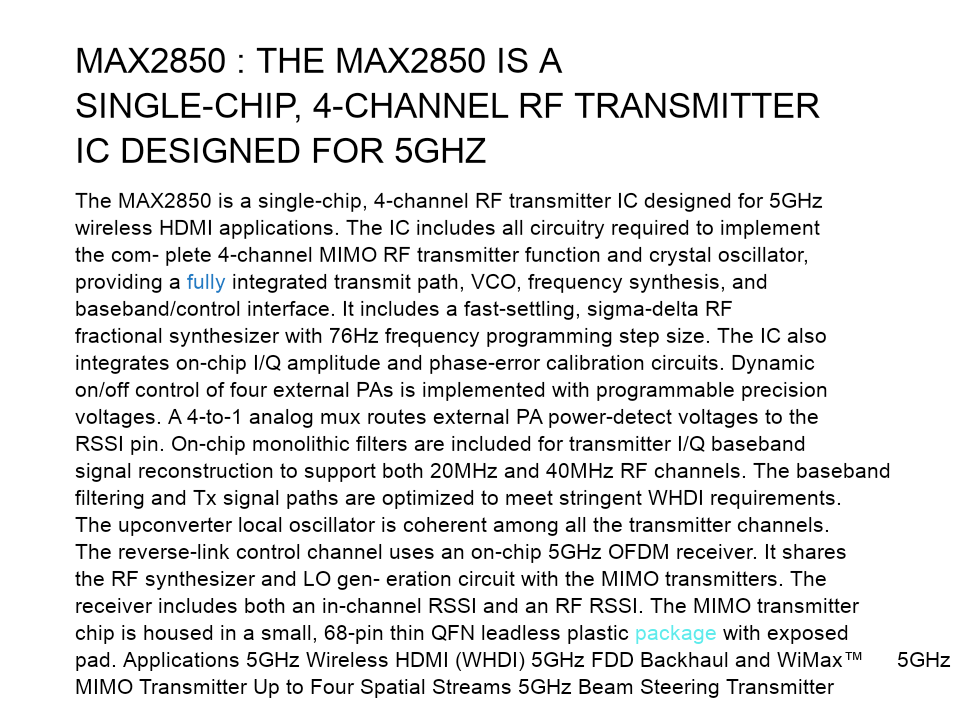 MAX2850 : THE MAX2850 IS A
SINGLE-CHIP, 4-CHANNEL RF TRANSMITTER
IC DESIGNED FOR 5GHZ
The MAX2850 is a single-chip, 4-channel RF transmitter IC designed for 5GHz
wireless HDMI applications. The IC includes all circuitry required to implement
the com- plete 4-channel MIMO RF transmitter function and crystal oscillator,
providing a fully integrated transmit path, VCO, frequency synthesis, and
baseband/control interface. It includes a fast-settling, sigma-delta RF
fractional synthesizer with 76Hz frequency programming step size. The IC also
integrates on-chip I/Q amplitude and phase-error calibration circuits. Dynamic
on/off control of four external PAs is implemented with programmable precision
voltages. A 4-to-1 analog mux routes external PA power-detect voltages to the
RSSI pin. On-chip monolithic filters are included for transmitter I/Q baseband
signal reconstruction to support both 20MHz and 40MHz RF channels. The baseband
filtering and Tx signal paths are optimized to meet stringent WHDI requirements.
The upconverter local oscillator is coherent among all the transmitter channels.
The reverse-link control channel uses an on-chip 5GHz OFDM receiver. It shares
the RF synthesizer and LO gen- eration circuit with the MIMO transmitters. The
receiver includes both an in-channel RSSI and an RF RSSI. The MIMO transmitter
chip is housed in a small, 68-pin thin QFN leadless plastic package with exposed
pad. Applications 5GHz Wireless HDMI (WHDI) 5GHz FDD Backhaul and WiMax™ 5GHz
MIMO Transmitter Up to Four Spatial Streams 5GHz Beam Steering Transmitter